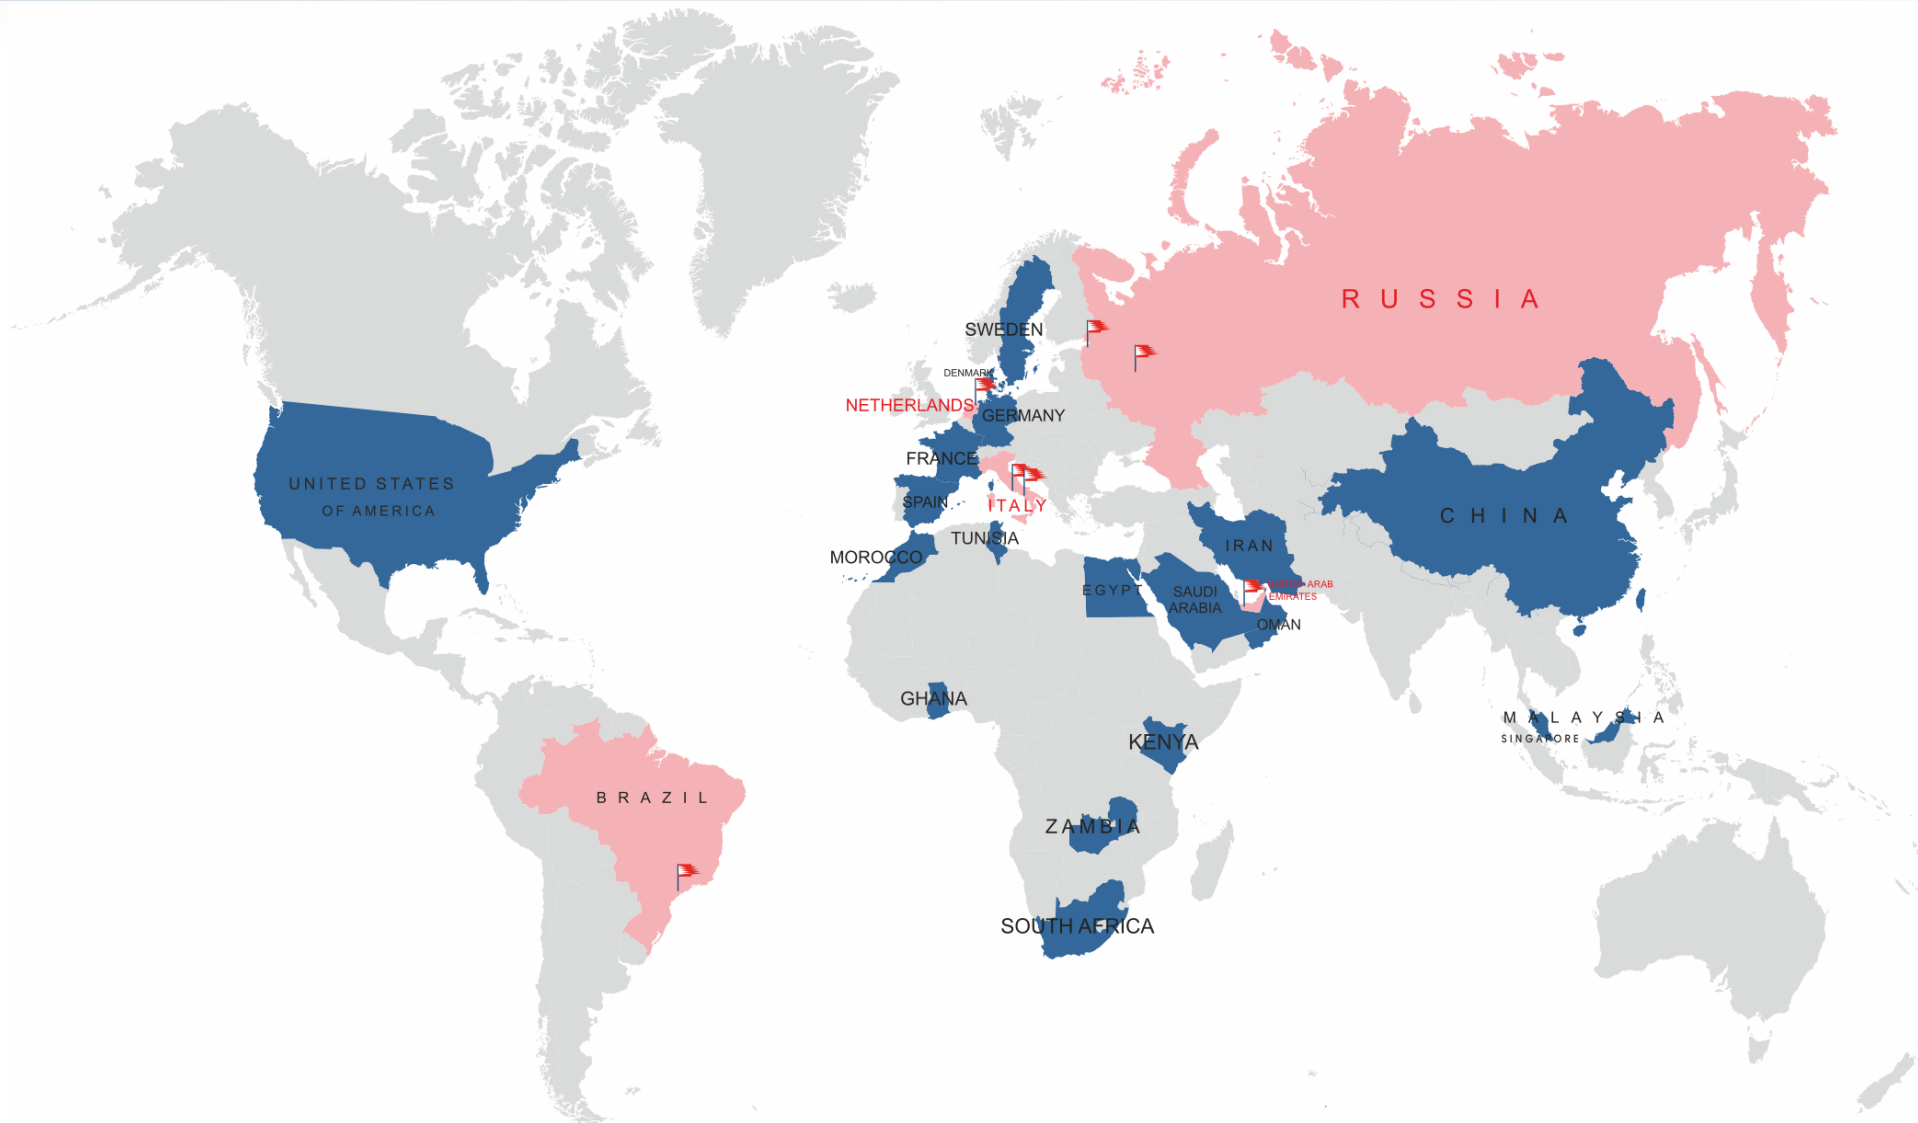 RUSSIA
SWEDEN
DENMARK
NETHERLANDS
GERMANY
FRANCE
UNITED STATES
OF AMERICA
SPAIN
ITALY
CHINA
TUNISIA
IRAN
MOROCCO
EGYPT
SAUDI
ARABIA
UNITED ARAB
EMIRATES
OMAN
GHANA
MALAYSIA
SINGAPORE
KENYA
BRAZIL
ZAMBIA
SOUTH AFRICA